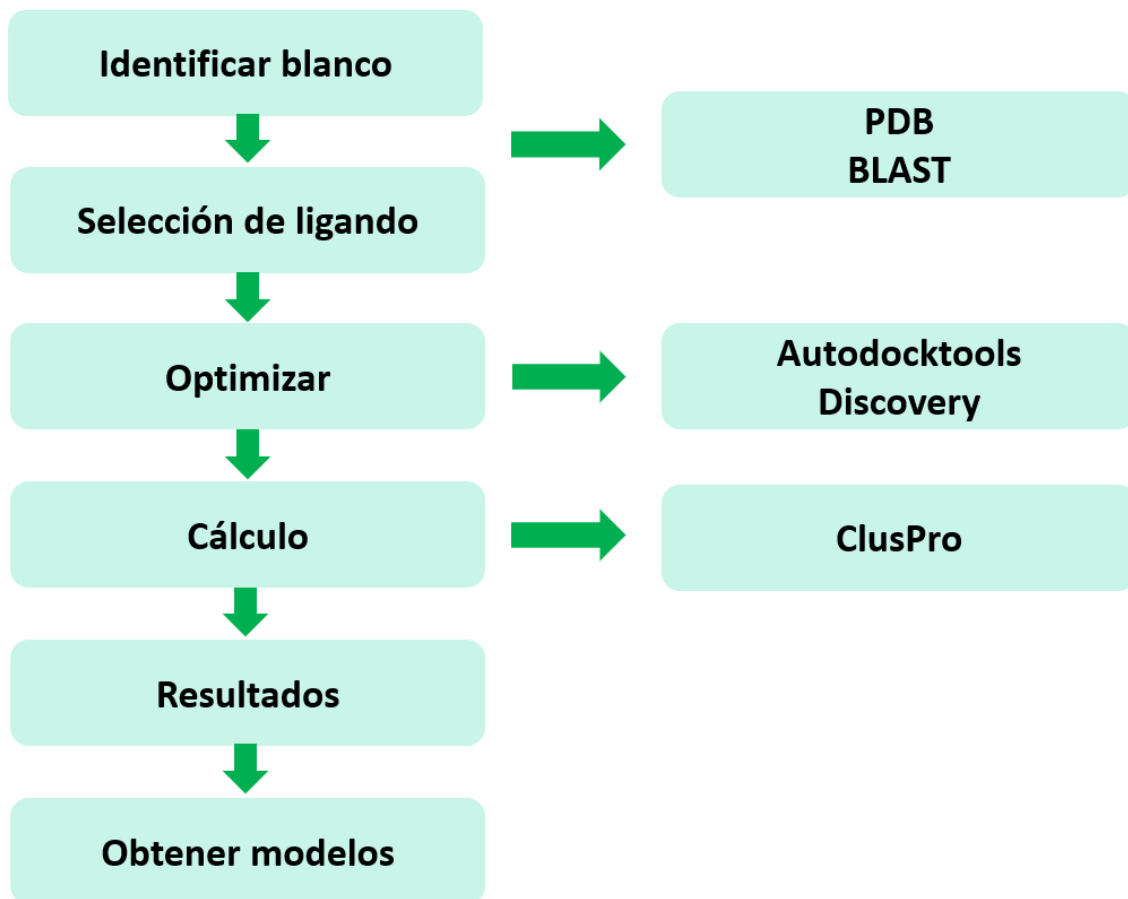 Identificar blanco
PDB
BLAST
Selección de ligando
Optimizar
Autodocktools
Discovery
Cálculo
ClusPro
Resultados
Obtener modelos